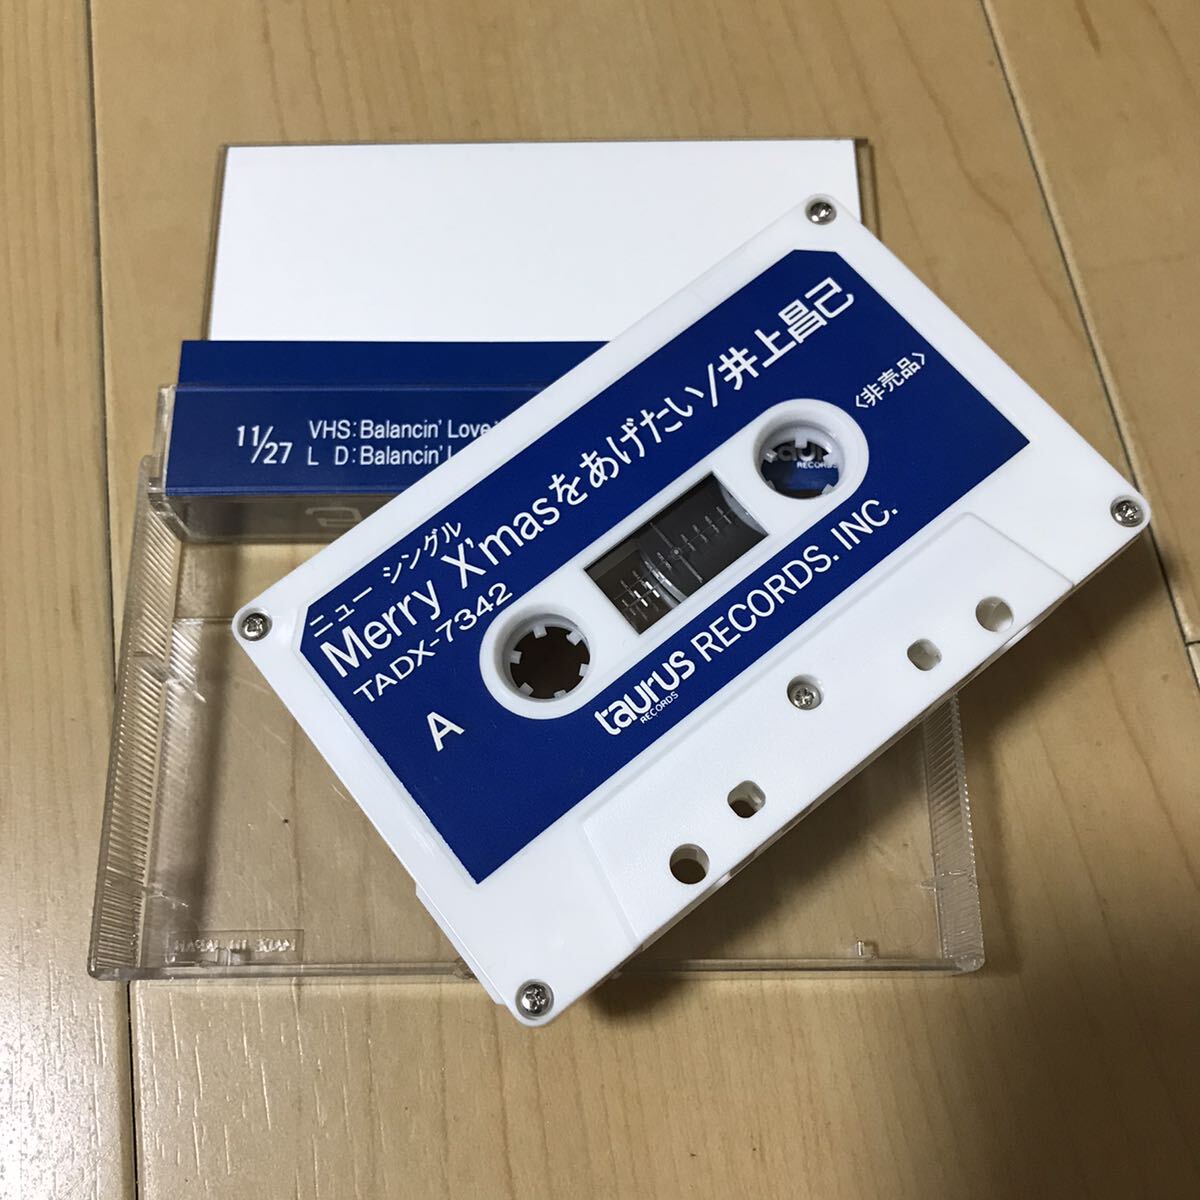 11/27
VHS:Balancin' Love
L D:Balancin'
ニュー シングル
Merry X'masをあげたい/井上昌己
TADX-7342
〈非売品〉
A
taurus RECORDS. INC.
RECORDS